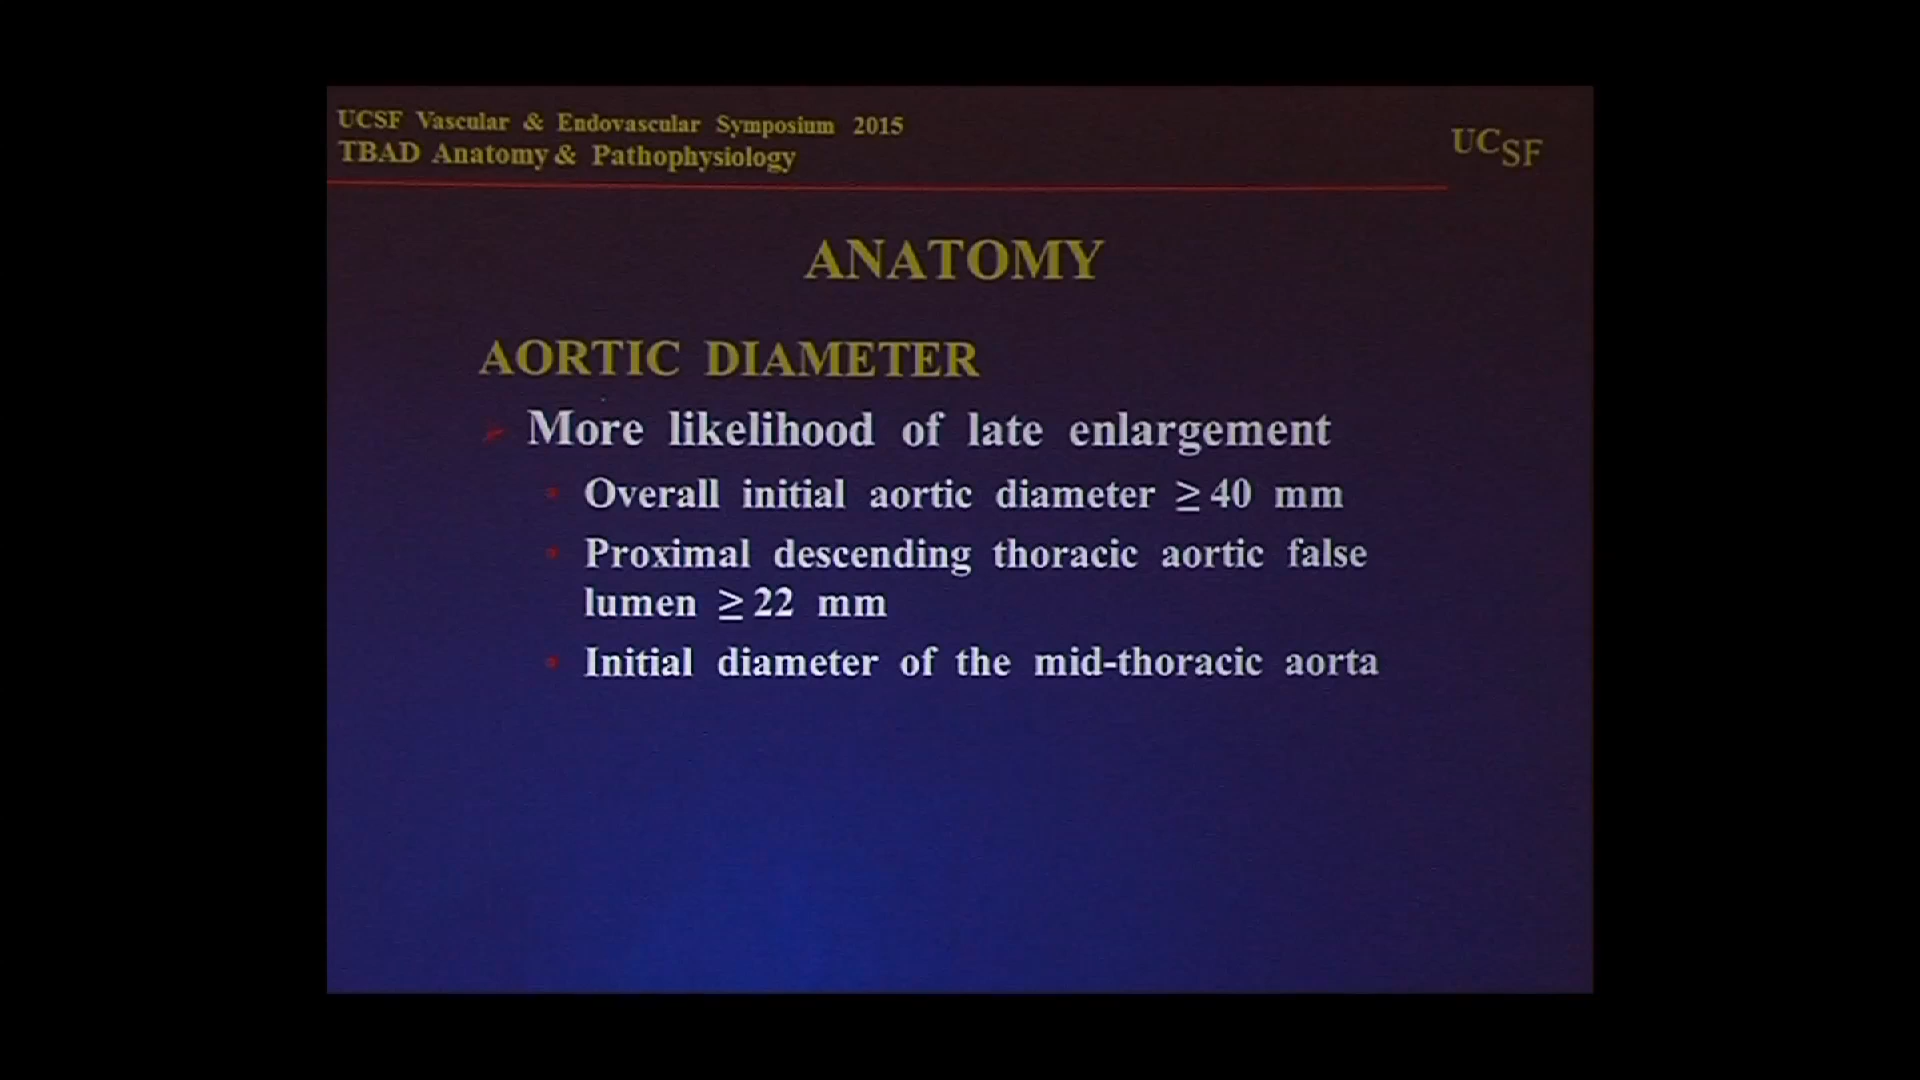 UCSF Vascular & Endovascular Symposium 2015
TBAD Anatomy & Pathophysiology
UCSF
ANATOMY
AORTIC DIAMETER
More likelihood of late enlargement
Overall initial aortic diameter ≥ 40 mm
Proximal descending thoracic aortic false
lumen ≥ 22 mm
Initial diameter of the mid-thoracic aorta